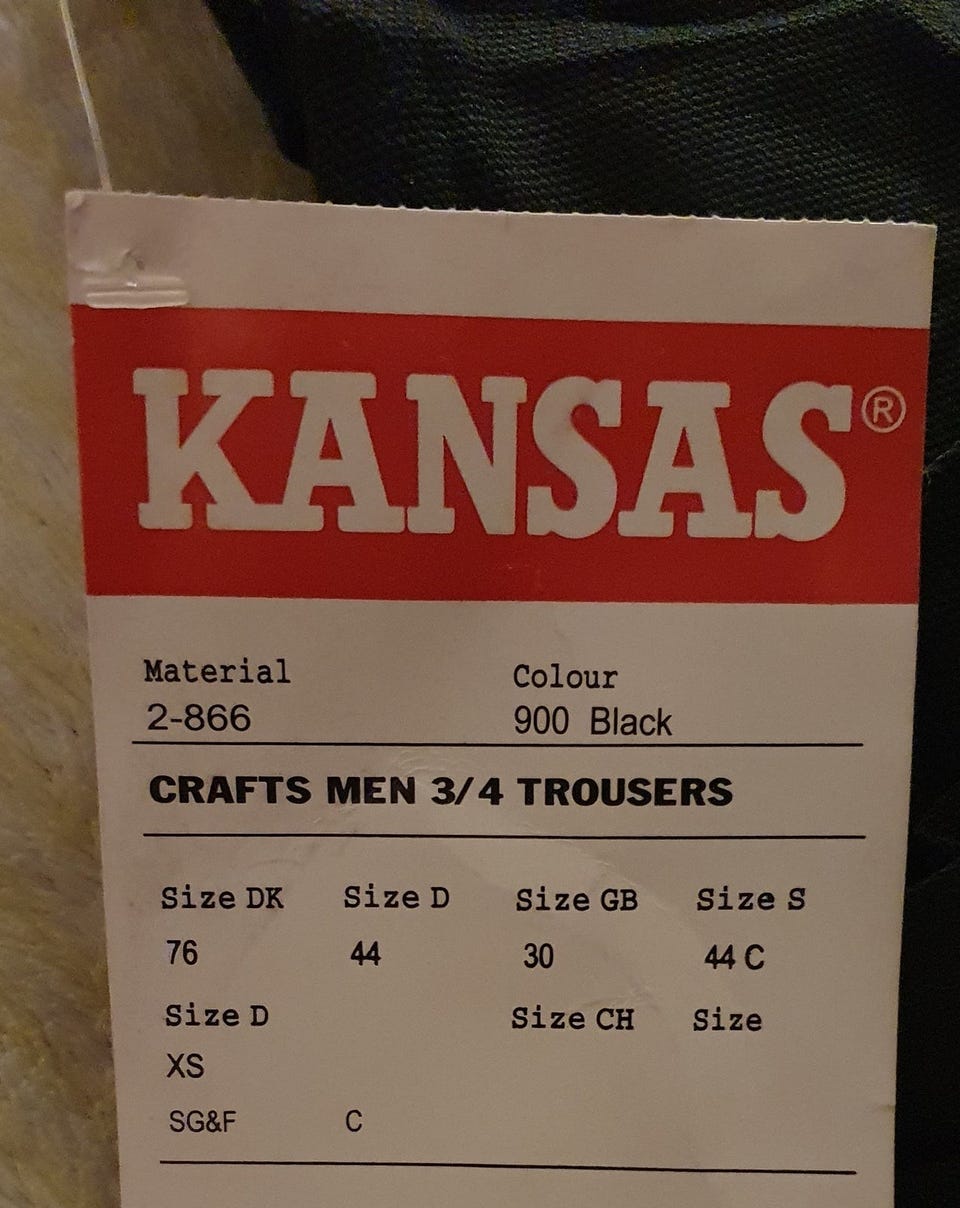 KANSAS®
Material Colour
2-866 900 Black
CRAFTS MEN 3/4 TROUSERS
Size DK Size D Size GB Size S
76 44 30 44 C
Size D Size CH Size
XS
SG&F C